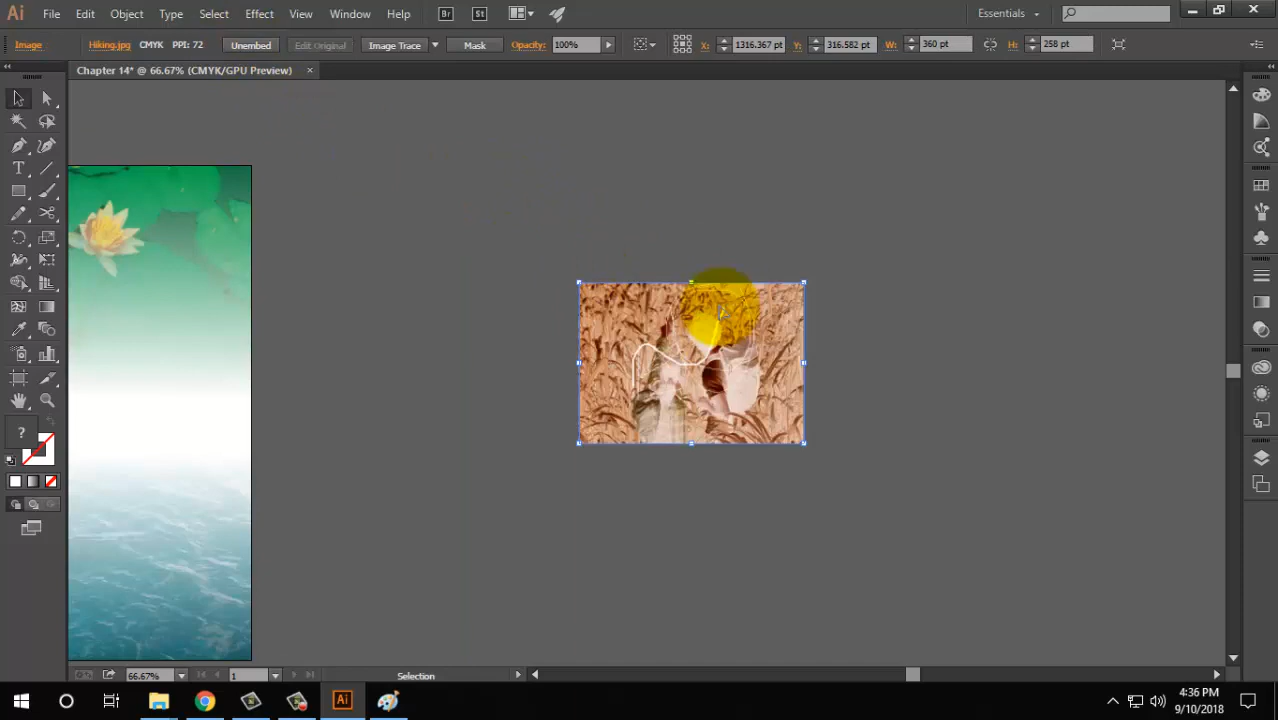 Ai File Edit Object Type Select Effect View Window Help Br St Essentials
Image Hiking.jpg CMYK PPI: 72 Unembed Edit Original Image Trace Mask Opacity: 100% X: 1316.367 pt Y: 316.582 pt W: 360 pt H: 258 pt
Chapter 14* @ 66.67% (CMYK/GPU Preview) ×
T
?
66.67% 1 Selection
Ai 4:36 PM
9/10/2018